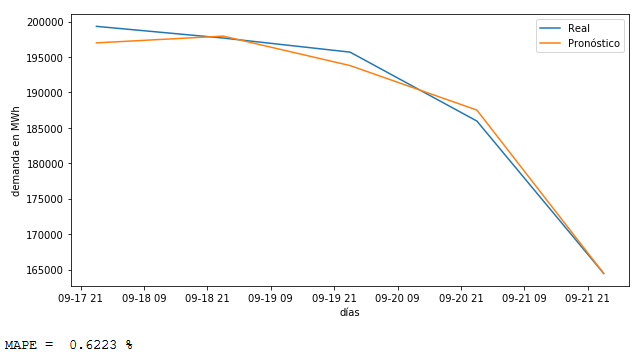 200000
195000
190000
185000
180000
175000
170000
165000
demanda en MWh
Real
Pronóstico
09-17 21 09-18 09 09-18 21 09-19 09 09-19 21 09-20 09 09-20 21 09-21 09 09-21 21
días
MAPE = 0.6223 %